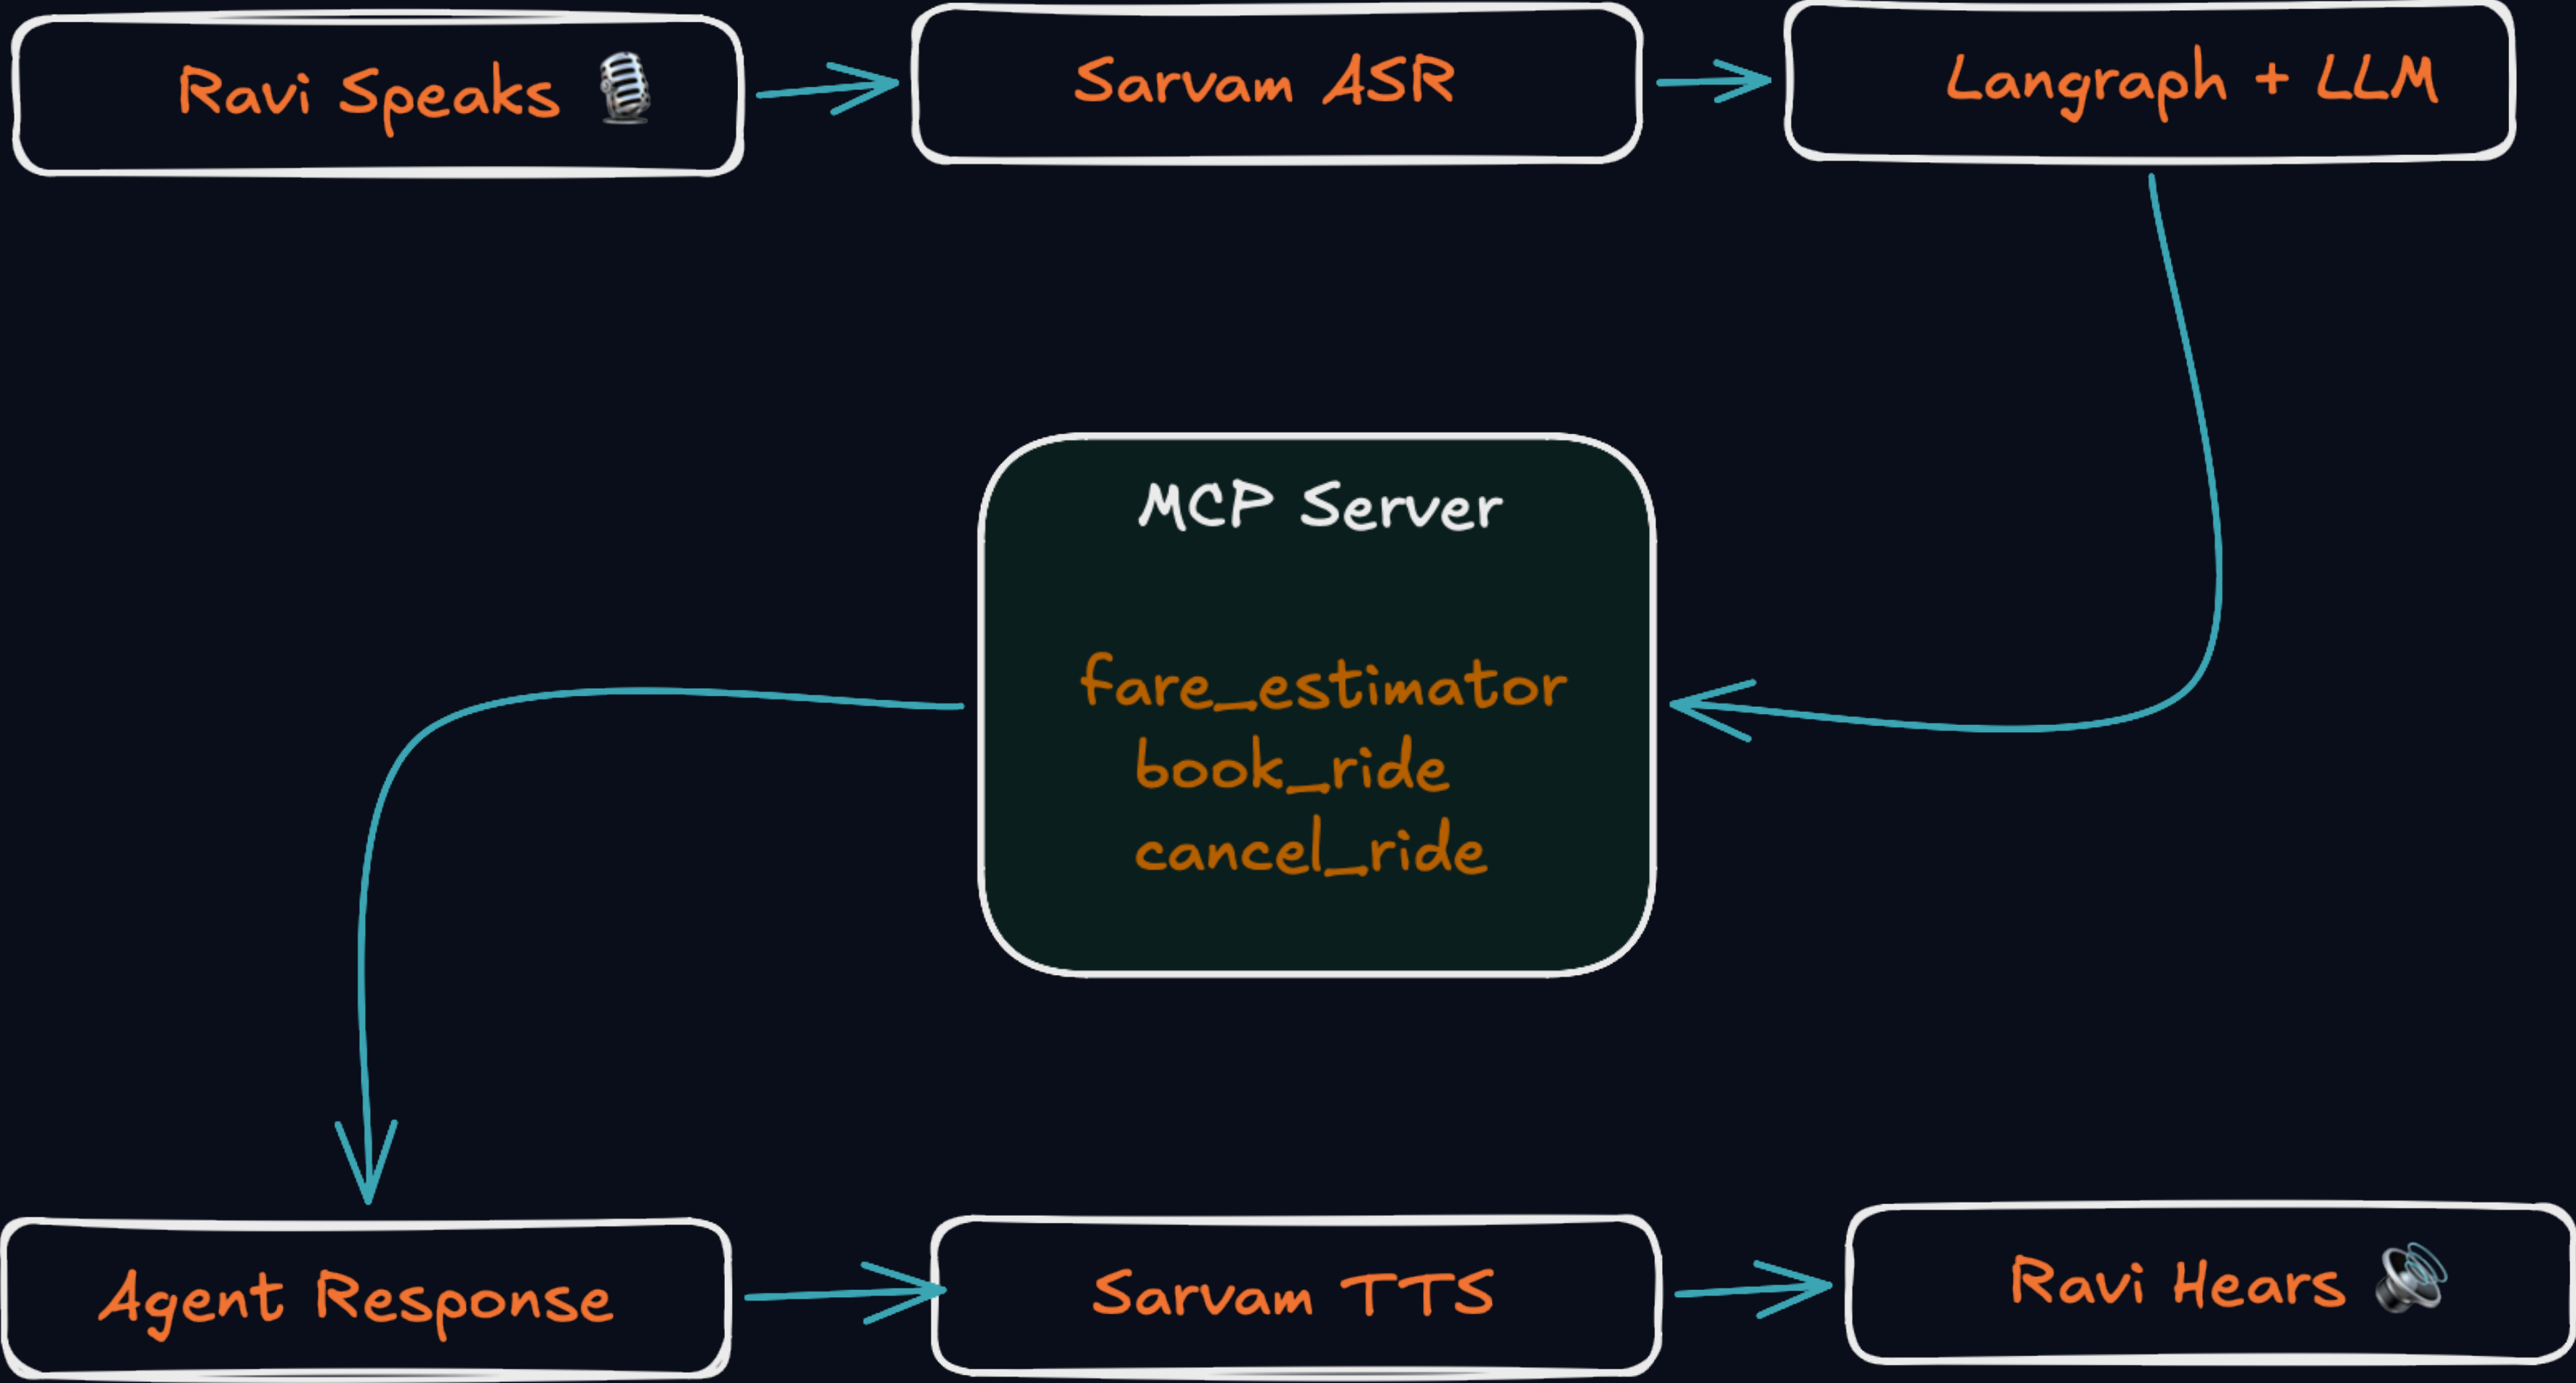 Ravi Speaks
Sarvam ASR
Langraph + LLM
MCP Server
fare_estimator
book_ride
cancel_ride
Agent Response
Sarvam TTS
Ravi Hears